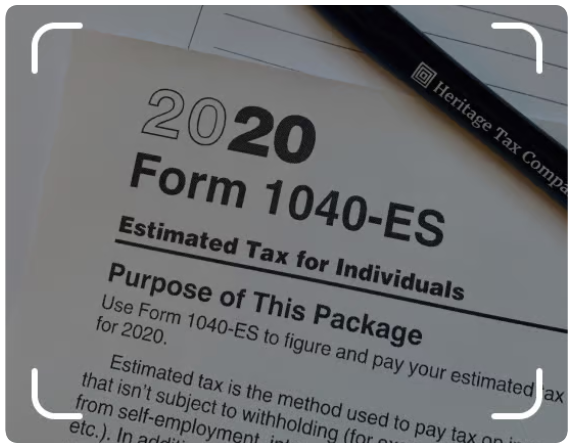 Heritage Tax Compa
2020
Form 1040-ES
Estimated Tax for Individuals
Purpose of This Package
Use Form 1040-ES to figure and pay your estimated tax
for 2020.
Estimated tax is the method used to pay tax on
that isn't subject to withholding (for
from self-employment,
etc.). In